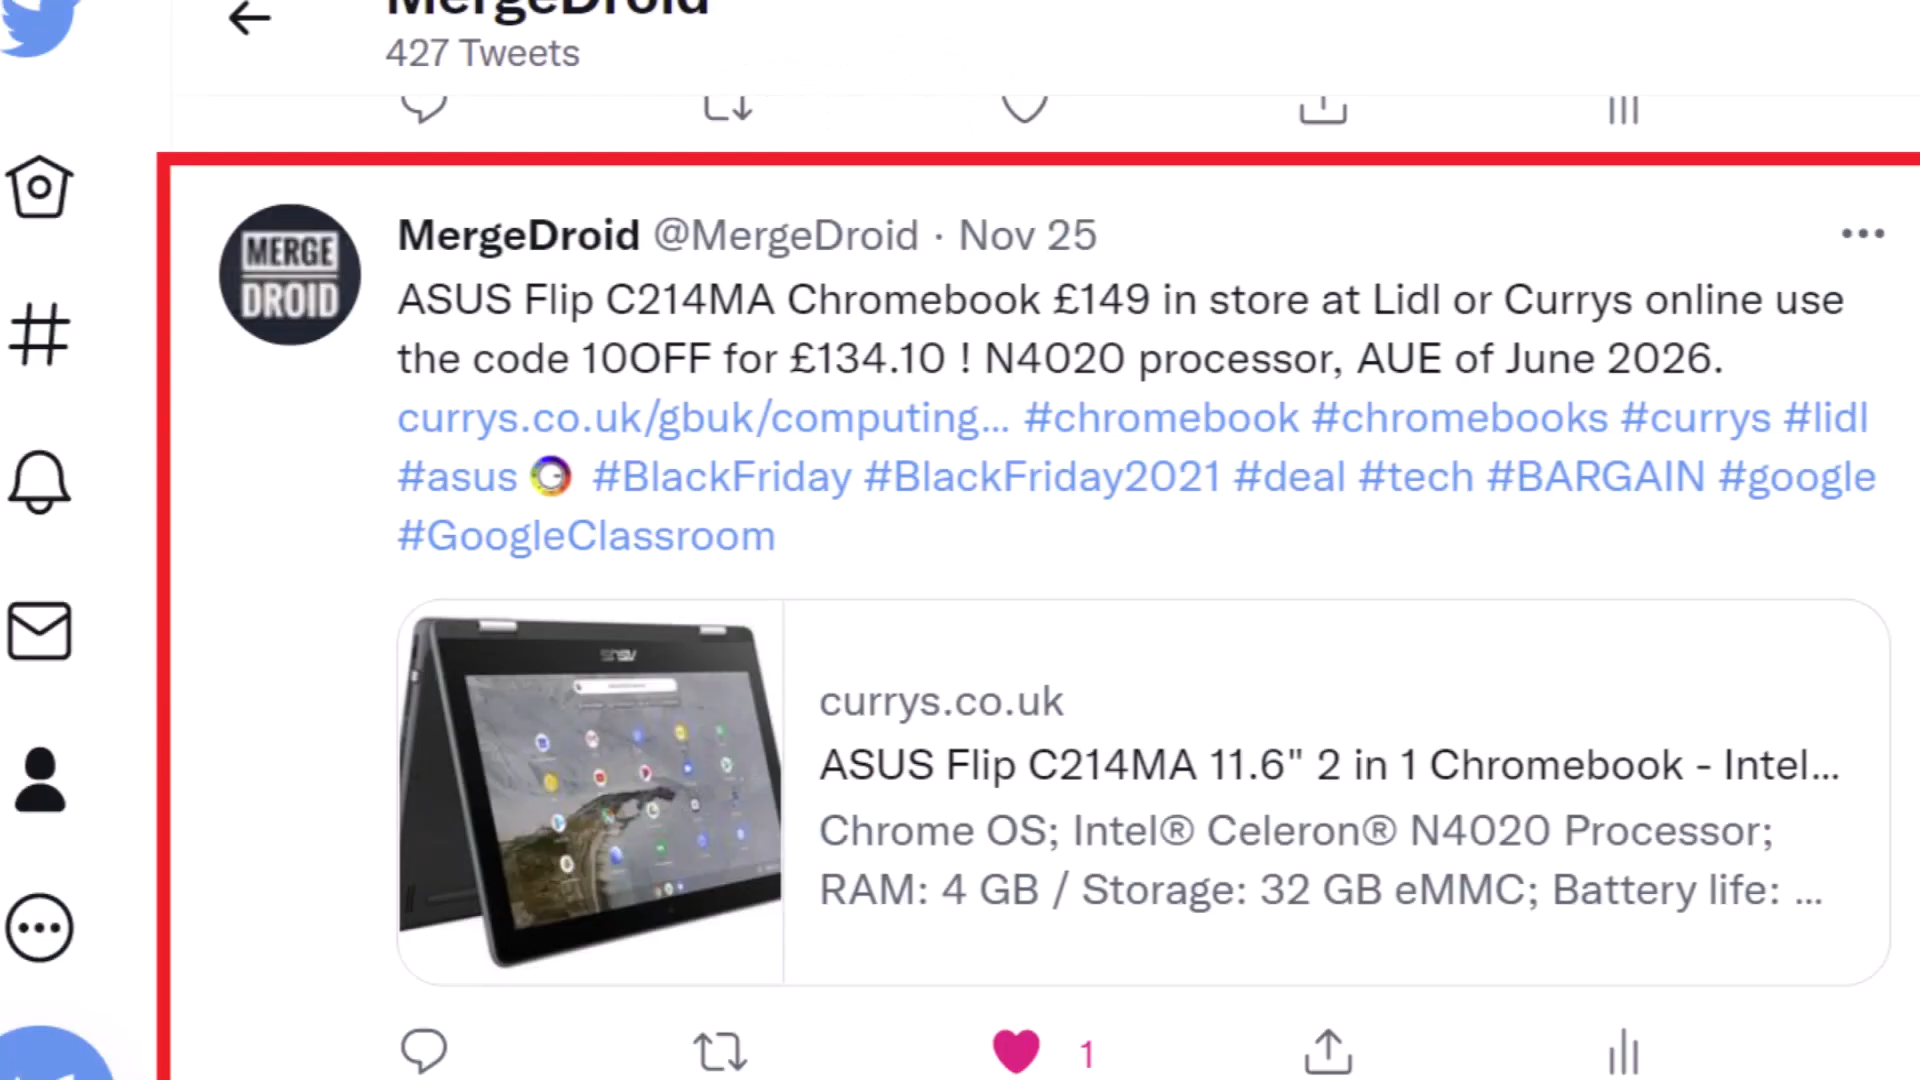 MergeDroid
427 Tweets
MergeDroid @MergeDroid · Nov 25
MERGE
DROID
ASUS Flip C214MA Chromebook £149 in store at Lidl or Currys online use
the code 10OFF for £134.10 ! N4020 processor, AUE of June 2026.
currys.co.uk/gbuk/computing... #chromebook #chromebooks #currys #lidl
#asus #BlackFriday #BlackFriday2021 #deal #tech #BARGAIN #google
#GoogleClassroom
ASUS
currys.co.uk
ASUS Flip C214MA 11.6" 2 in 1 Chromebook - Intel...
Chrome OS; Intel® Celeron® N4020 Processor;
RAM: 4 GB / Storage: 32 GB eMMC; Battery life: ...
1